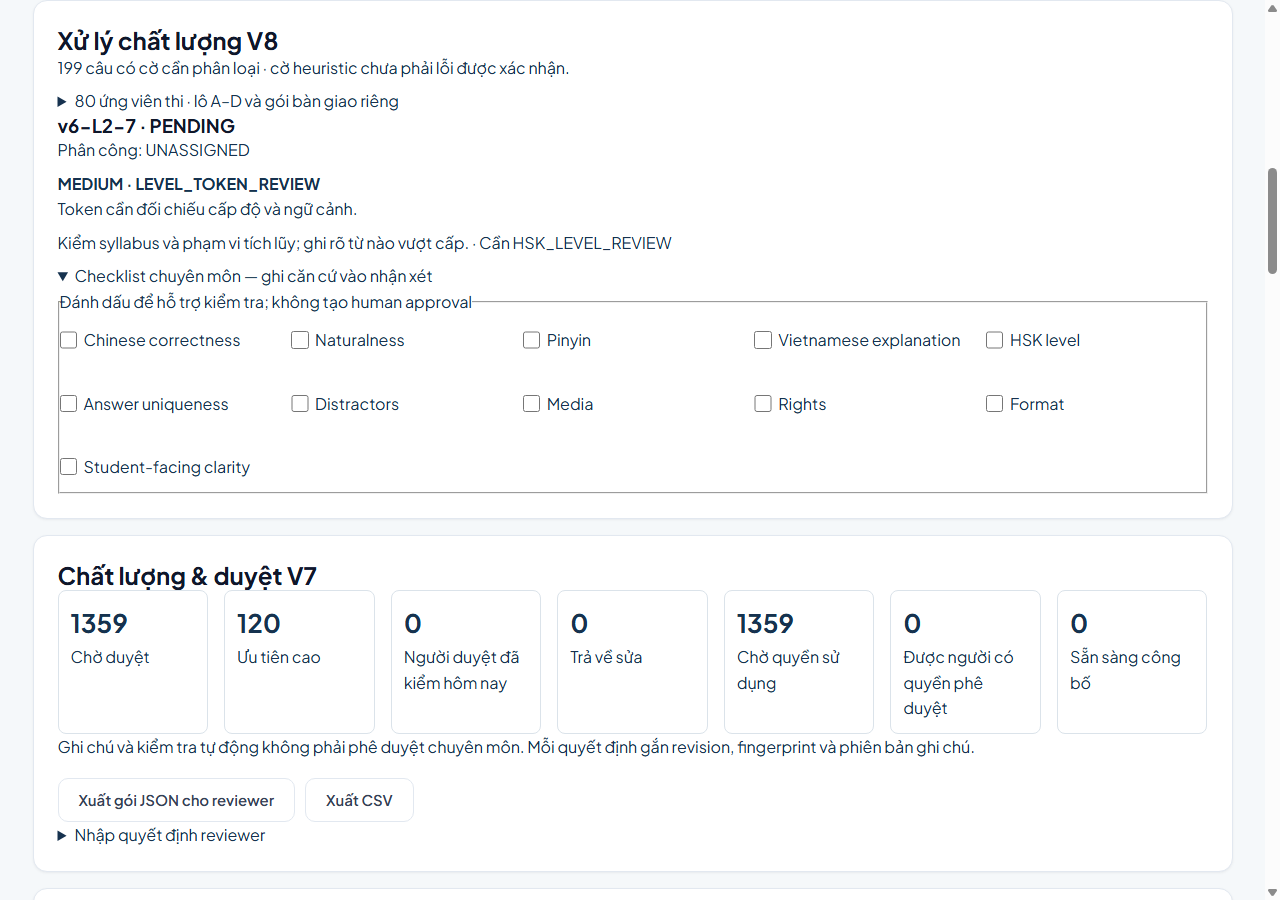 Xử lý chất lượng V8
199 câu có cờ cần phân loại · cờ heuristic chưa phải lỗi được xác nhận.
80 ứng viên thi · lô A–D và gói bàn giao riêng
v6-L2-7 · PENDING
Phân công: UNASSIGNED
MEDIUM · LEVEL_TOKEN_REVIEW
Token cần đối chiếu cấp độ và ngữ cảnh.
Kiểm syllabus và phạm vi tích lũy; ghi rõ từ nào vượt cấp. · Cần HSK_LEVEL_REVIEW
Checklist chuyên môn — ghi căn cứ vào nhận xét
Đánh dấu để hỗ trợ kiểm tra; không tạo human approval
Chinese correctness Naturalness Pinyin Vietnamese explanation HSK level
Answer uniqueness Distractors Media Rights Format
Student-facing clarity
Chất lượng & duyệt V7
1359
Chờ duyệt
120
Ưu tiên cao
0
Người duyệt đã
kiểm hôm nay
0
Trả về sửa
1359
Chờ quyền sử
dụng
0
Được người có
quyền phê
duyệt
0
Sẵn sàng công
bố
Ghi chú và kiểm tra tự động không phải phê duyệt chuyên môn. Mỗi quyết định gắn revision, fingerprint và phiên bản ghi chú.
Xuất gói JSON cho reviewer Xuất CSV
Nhập quyết định reviewer